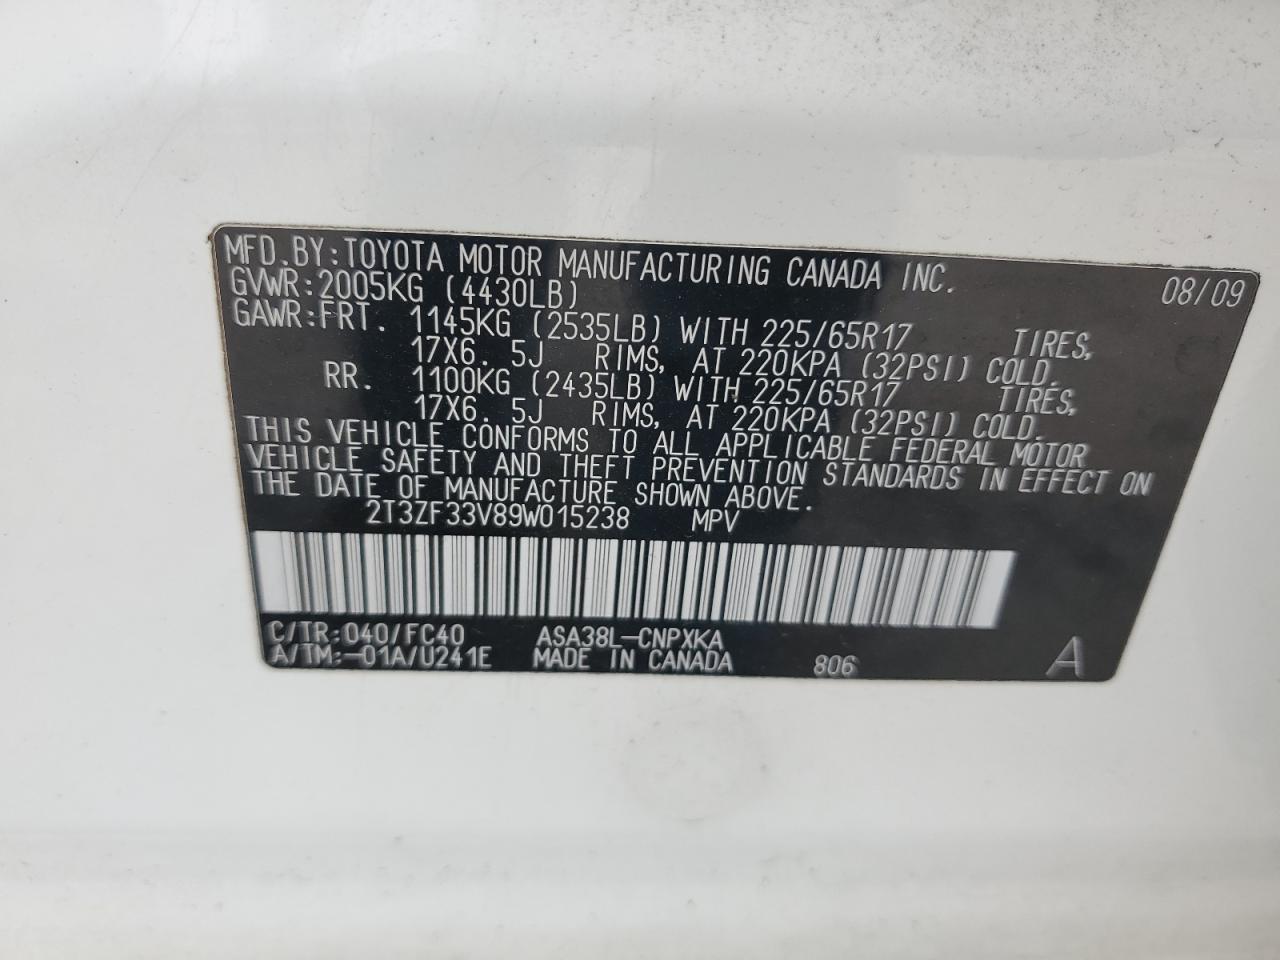 MFD.BY:TOYOTA MOTOR MANUFACTURING CANADA INC. 08/09
GVWR:2005KG (4430LB)
GAWR:FRT. 1145KG (2535LB) WITH 225/65R17 TIRES,
17X6. 5J RIMS, AT 220KPA (32PSI) COLD.
RR. 1100KG (2435LB) WITH 225/65R17 TIRES,
17X6. 5J RIMS, AT 220KPA (32PSI) COLD.
THIS VEHICLE CONFORMS TO ALL APPLICABLE FEDERAL MOTOR
VEHICLE SAFETY AND THEFT PREVENTION STANDARDS IN EFFECT ON
THE DATE OF MANUFACTURE SHOWN ABOVE.
2T3ZF33V89W015238 MPV
C/TR:040/FC40 ASA38L-CNPXKA
A/TM:-01A/U241E MADE IN CANADA 806 A